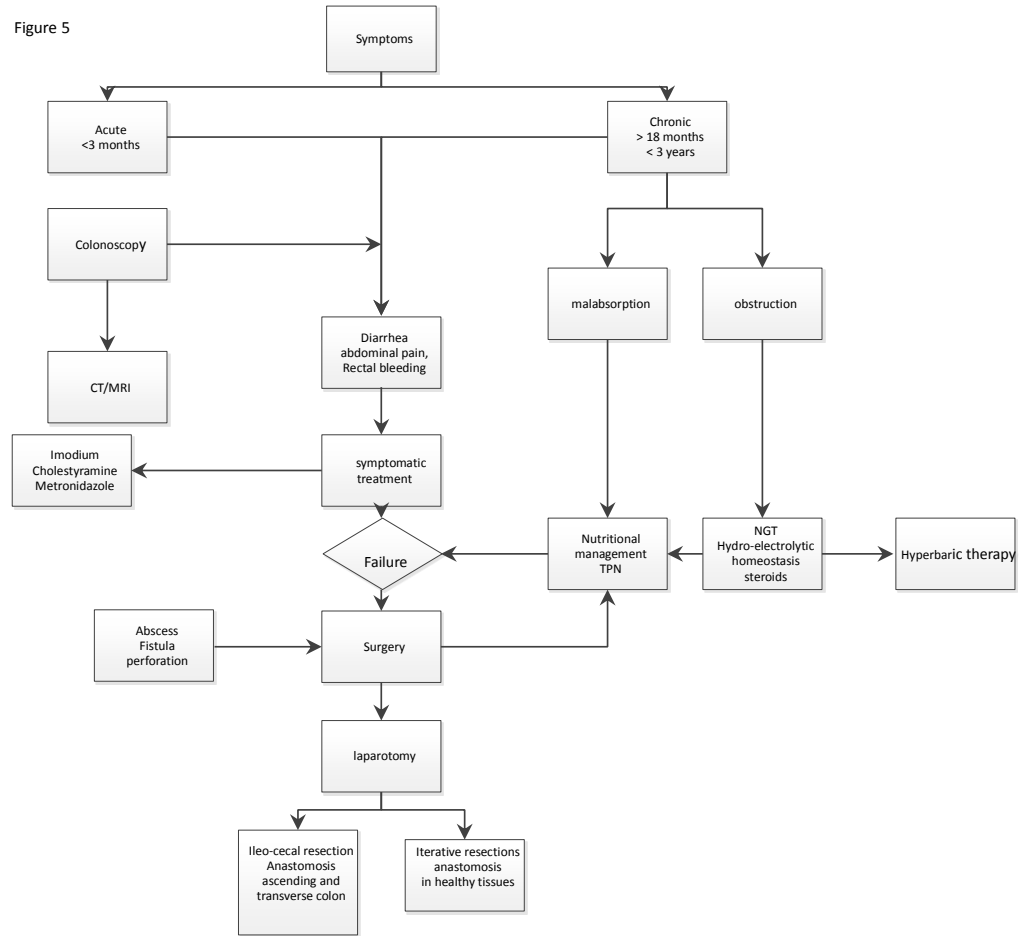 Figure 5
Symptoms
Acute
<3 months
Chronic
> 18 months
< 3 years
Colonoscopy
malabsorption
obstruction
Diarrhea
abdominal pain,
Rectal bleeding
CT/MRI
Imodium
Cholestyramine
Metronidazole
symptomatic
treatment
Failure
Nutritional
management
TPN
NGT
Hydro-electrolytic
homeostasis
steroids
Hyperbaric therapy
Abscess
Fistula
perforation
Surgery
laparotomy
Ileo-cecal resection
Anastomosis
ascending and
transverse colon
Iterative resections
anastomosis
in healthy tissues